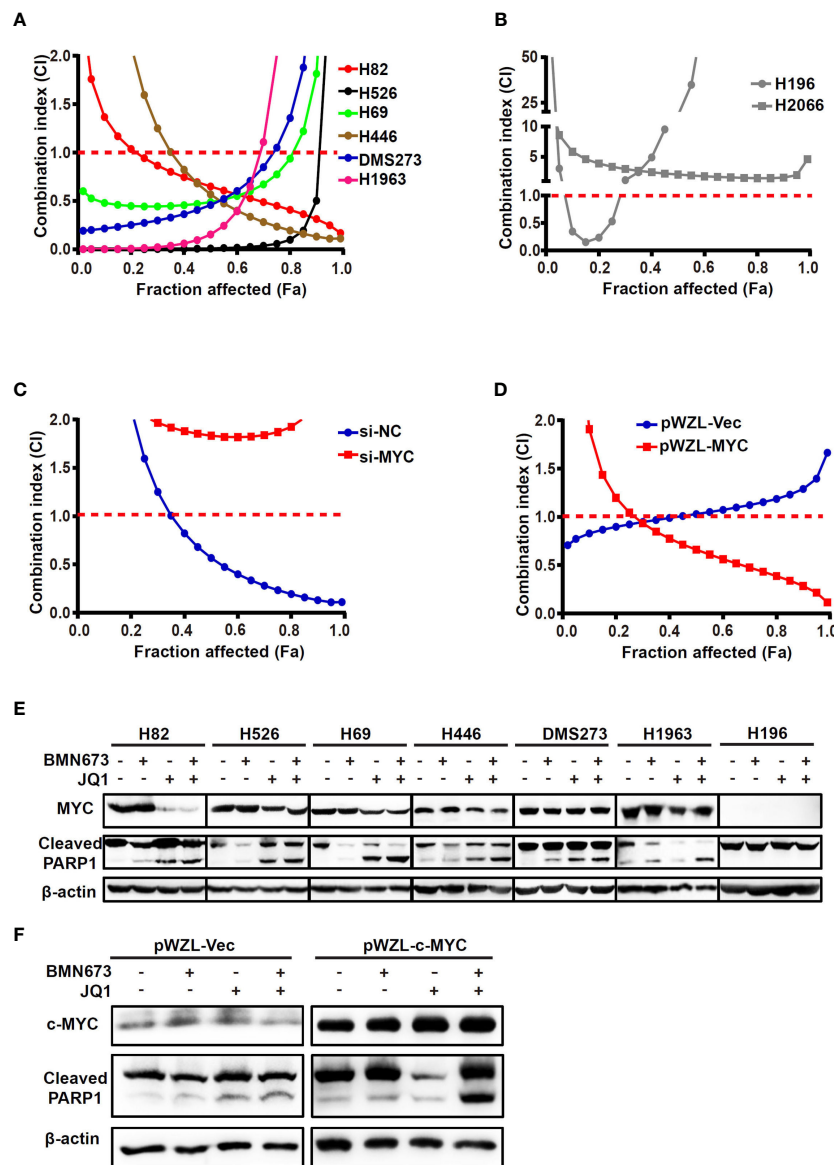 A
Combination index (CI)
2.0
1.5
1.0
0.5
0.0
0.0 0.2 0.4 0.6 0.8 1.0
Fraction affected (Fa)
H82
H526
H69
H446
DMS273
H1963
B
Combination index (CI)
50
25
10
5
1.0
0.5
0.0
0.0 0.2 0.4 0.6 0.8 1.0
Fraction affected (Fa)
H196
H2066
C
Combination index (CI)
2.0
1.5
1.0
0.5
0.0
0.0 0.2 0.4 0.6 0.8 1.0
Fraction affected (Fa)
si-NC
si-MYC
D
Combination index (CI)
2.0
1.5
1.0
0.5
0.0
0.0 0.2 0.4 0.6 0.8 1.0
Fraction affected (Fa)
pWZL-Vec
pWZL-MYC
E
H82 H526 H69 H446 DMS273 H1963 H196
BMN673 - + - + - + - + - + - + - + - + - + - + - + - + - + - +
JQ1 - - + + - - + + - - + + - - + + - - + + - - + + - - + +
MYC
Cleaved
PARP1
β-actin
F
pWZL-Vec pWZL-c-MYC
BMN673 - + - + - + - +
JQ1 - - + + - - + +
c-MYC
Cleaved
PARP1
β-actin